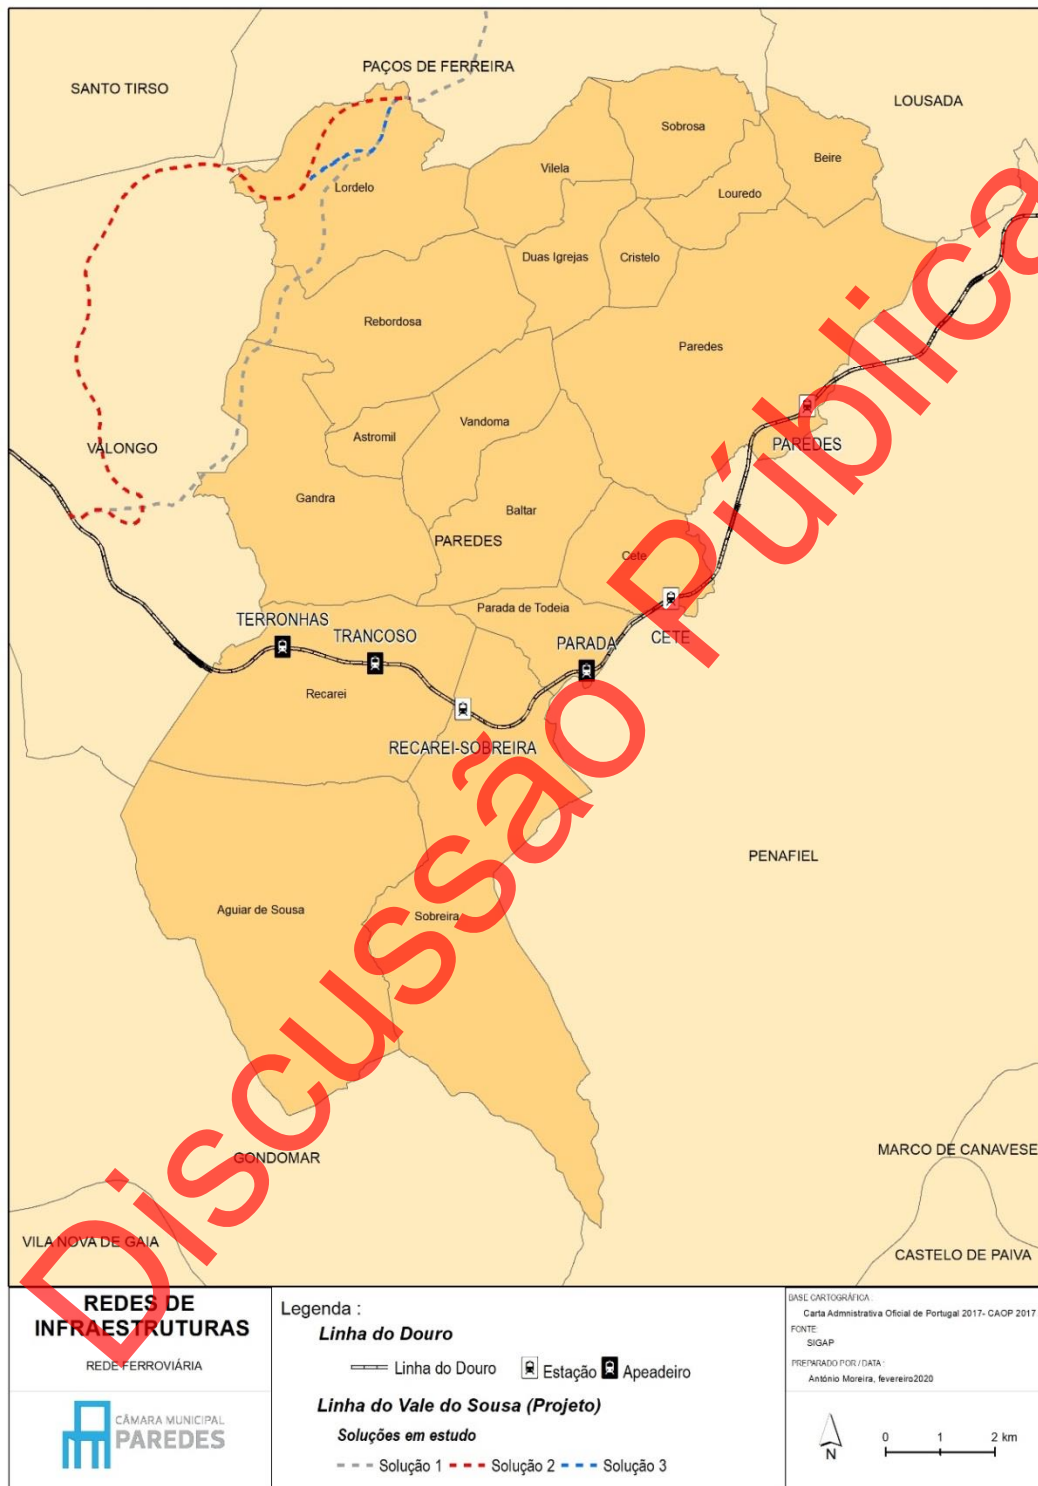 PAÇOS DE FERREIRA
SANTO TIRSO
LOUSADA
Sobrosa
Beire
Vilela
Lordelo
Louredo
Duas Igrejas
Cristelo
Rebordosa
Paredes
Vandoma
Astromil
VALONGO
PAREDES
Gandra
Baltar
PAREDES
Cete
Parada de Todeia
TERRONHAS
TRANCOSO
PARADA
CETE
Recarei
RECAREI-SOBREIRA
PENAFIEL
Aguiar de Sousa
Sobreira
GONDOMAR
MARCO DE CANAVESE
VILA NOVA DE GAIA
CASTELO DE PAIVA
Discussão Pública
REDES DE
INFRAESTRUTURAS
REDE FERROVIÁRIA
CÂMARA MUNICIPAL
PAREDES
Legenda :
Linha do Douro
Linha do Douro Estação Apeadeiro
Linha do Vale do Sousa (Projeto)
Soluções em estudo
Solução 1 Solução 2 Solução 3
BASE CARTOGRÁFICA :
Carta Admnistrativa Oficial de Portugal 2017- CAOP 2017
FONTE:
SIGAP
PREPARADO POR / DATA :
António Moreira, fevereiro2020
N
0 1 2 km